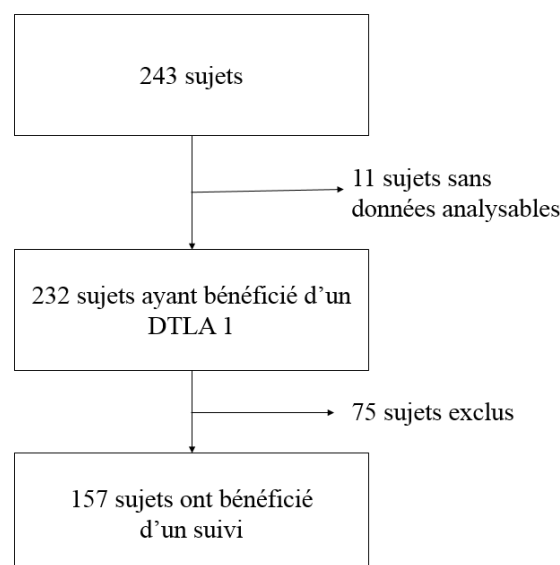 243 sujets
11 sujets sans
données analysables
232 sujets ayant bénéficié d’un
DTLA 1
75 sujets exclus
157 sujets ont bénéficié
d’un suivi